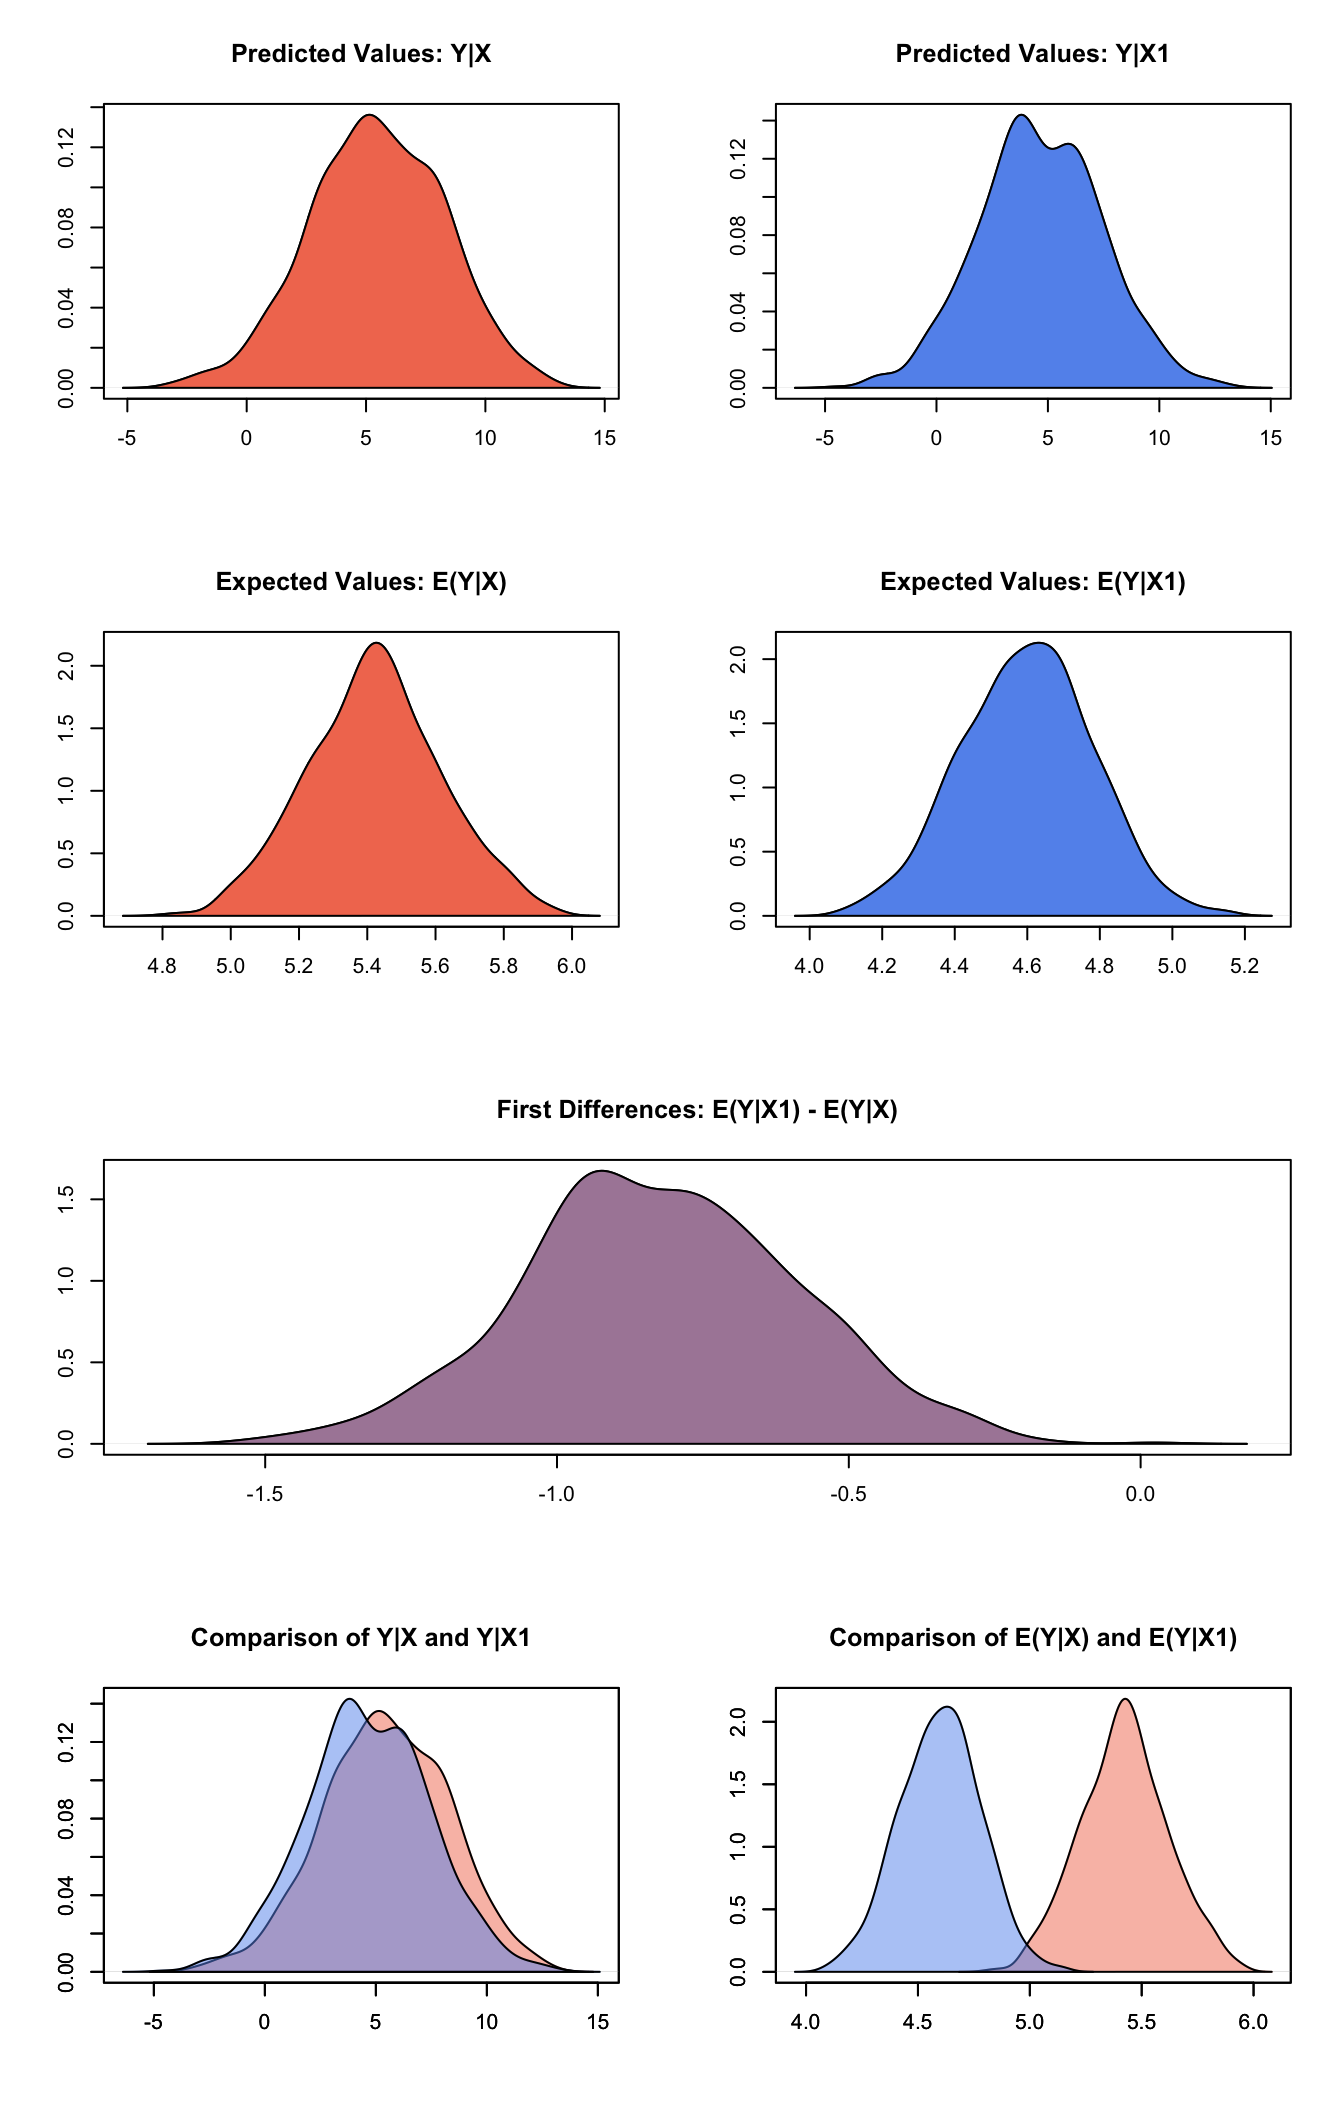 Predicted Values: Y|X
0.00 0.04 0.08 0.12
-5 0 5 10 15
Predicted Values: Y|X1
0.00 0.04 0.08 0.12
-5 0 5 10 15
Expected Values: E(Y|X)
0.0 0.5 1.0 1.5 2.0
4.8 5.0 5.2 5.4 5.6 5.8 6.0
Expected Values: E(Y|X1)
0.0 0.5 1.0 1.5 2.0
4.0 4.2 4.4 4.6 4.8 5.0 5.2
First Differences: E(Y|X1) - E(Y|X)
0.0 0.5 1.0 1.5
-1.5 -1.0 -0.5 0.0
Comparison of Y|X and Y|X1
0.00 0.04 0.08 0.12
-5 0 5 10 15
Comparison of E(Y|X) and E(Y|X1)
0.0 0.5 1.0 1.5 2.0
4.0 4.5 5.0 5.5 6.0